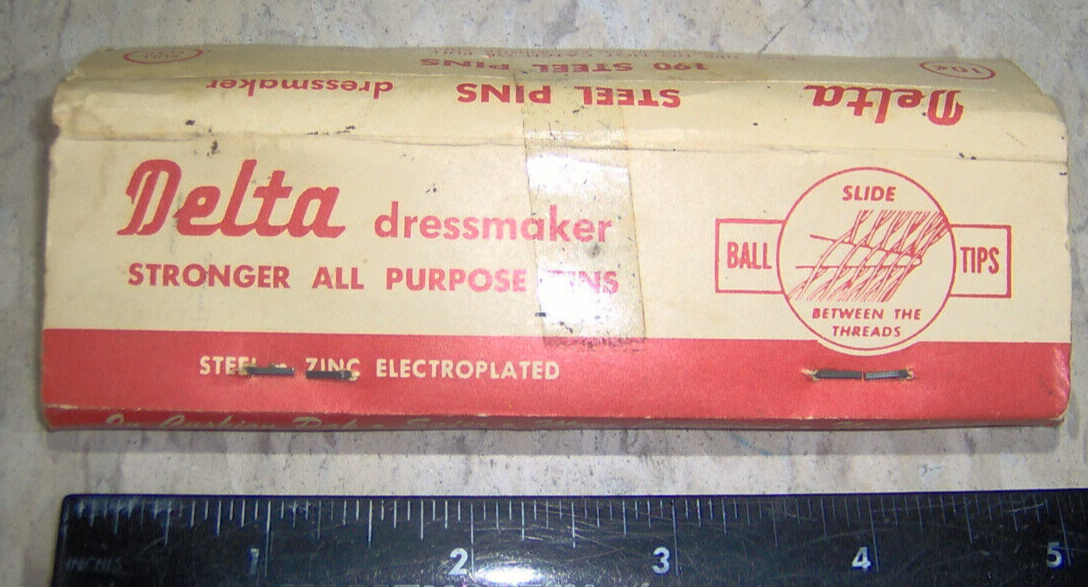 10¢
190 STEEL PINS
Delta STEEL PINS dressmaker
Delta dressmaker
STRONGER ALL PURPOSE PINS
STEEL - ZINC ELECTROPLATED
BALL
SLIDE
BETWEEN THE
THREADS
TIPS
INCHES
1 2 3 4 5